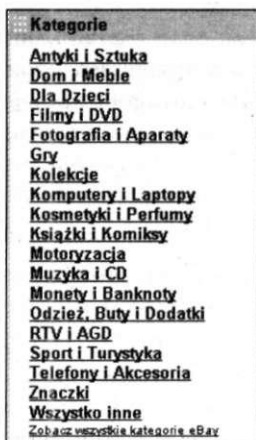 Kategorie
Antyki i Sztuka
Dom i Meble
Dla Dzieci
Filmy i DVD
Fotografia i Aparaty
Gry
Kolekcje
Komputery i Laptopy
Kosmetyki i Perfumy
Książki i Komiksy
Motoryzacja
Muzyka i CD
Monety i Banknoty
Odzież, Buty i Dodatki
RTV i AGD
Sport i Turystyka
Telefony i Akcesoria
Znaczki
Wszystko inne
Zobacz wszystkie kategorie eBay